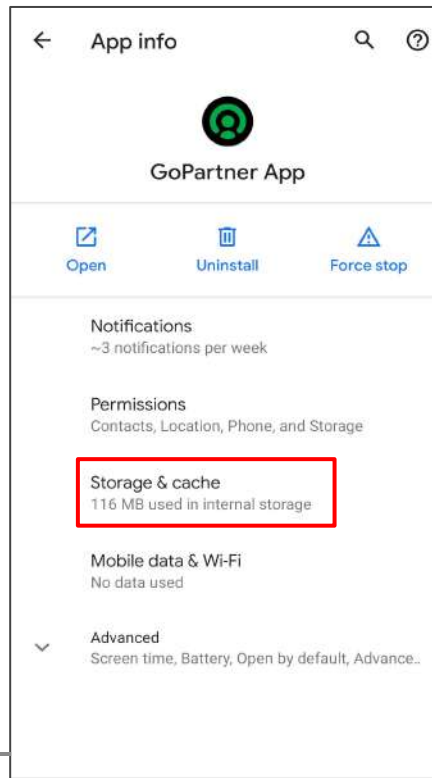 App info
GoPartner App
Open Uninstall Force stop
Notifications
~3 notifications per week
Permissions
Contacts, Location, Phone, and Storage
Storage & cache
116 MB used in internal storage
Mobile data & Wi-Fi
No data used
Advanced
Screen time, Battery, Open by default, Advance..